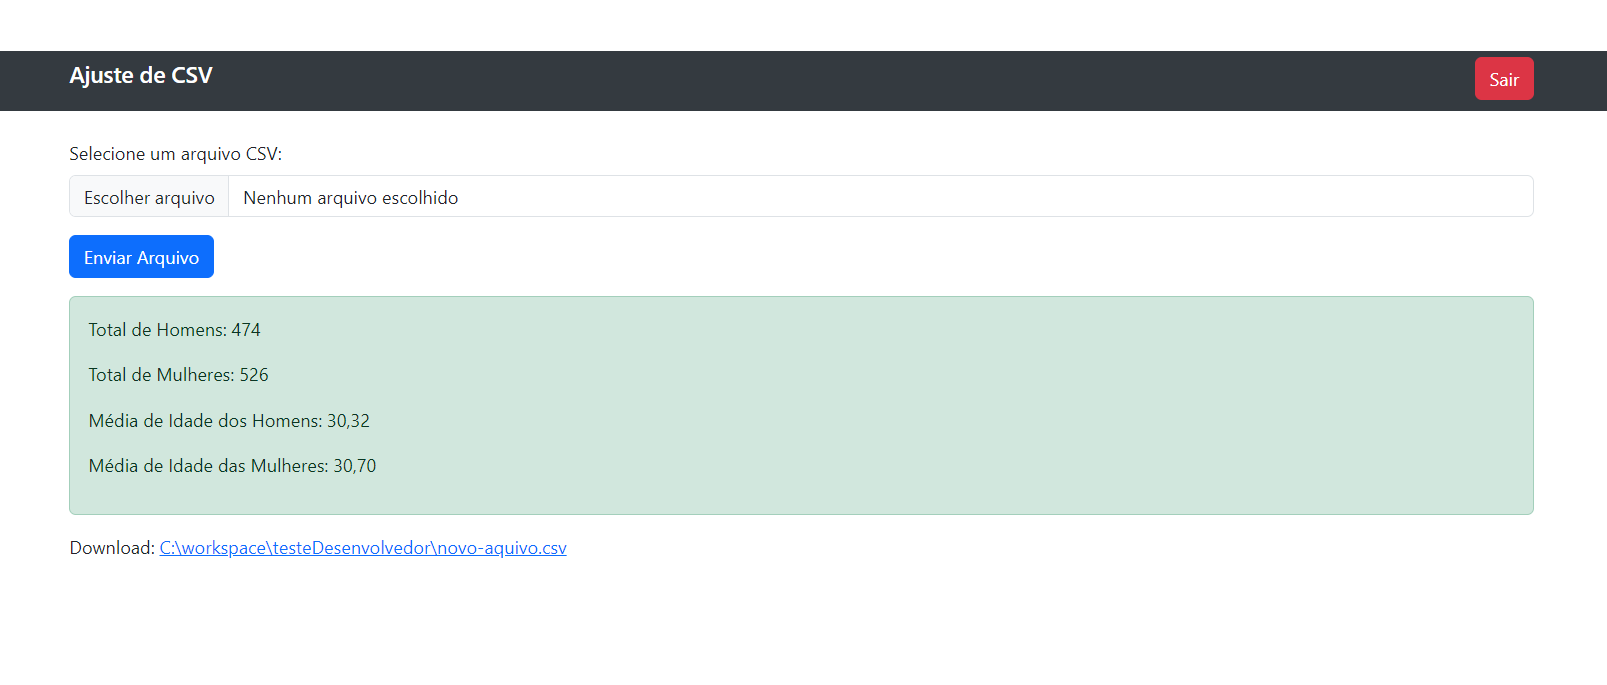 Ajuste de CSV
Sair
Selecione um arquivo CSV:
Escolher arquivo Nenhum arquivo escolhido
Enviar Arquivo
Total de Homens: 474
Total de Mulheres: 526
Média de Idade dos Homens: 30,32
Média de Idade das Mulheres: 30,70
Download: C:\workspace\testeDesenvolvedor\novo-aquivo.csv